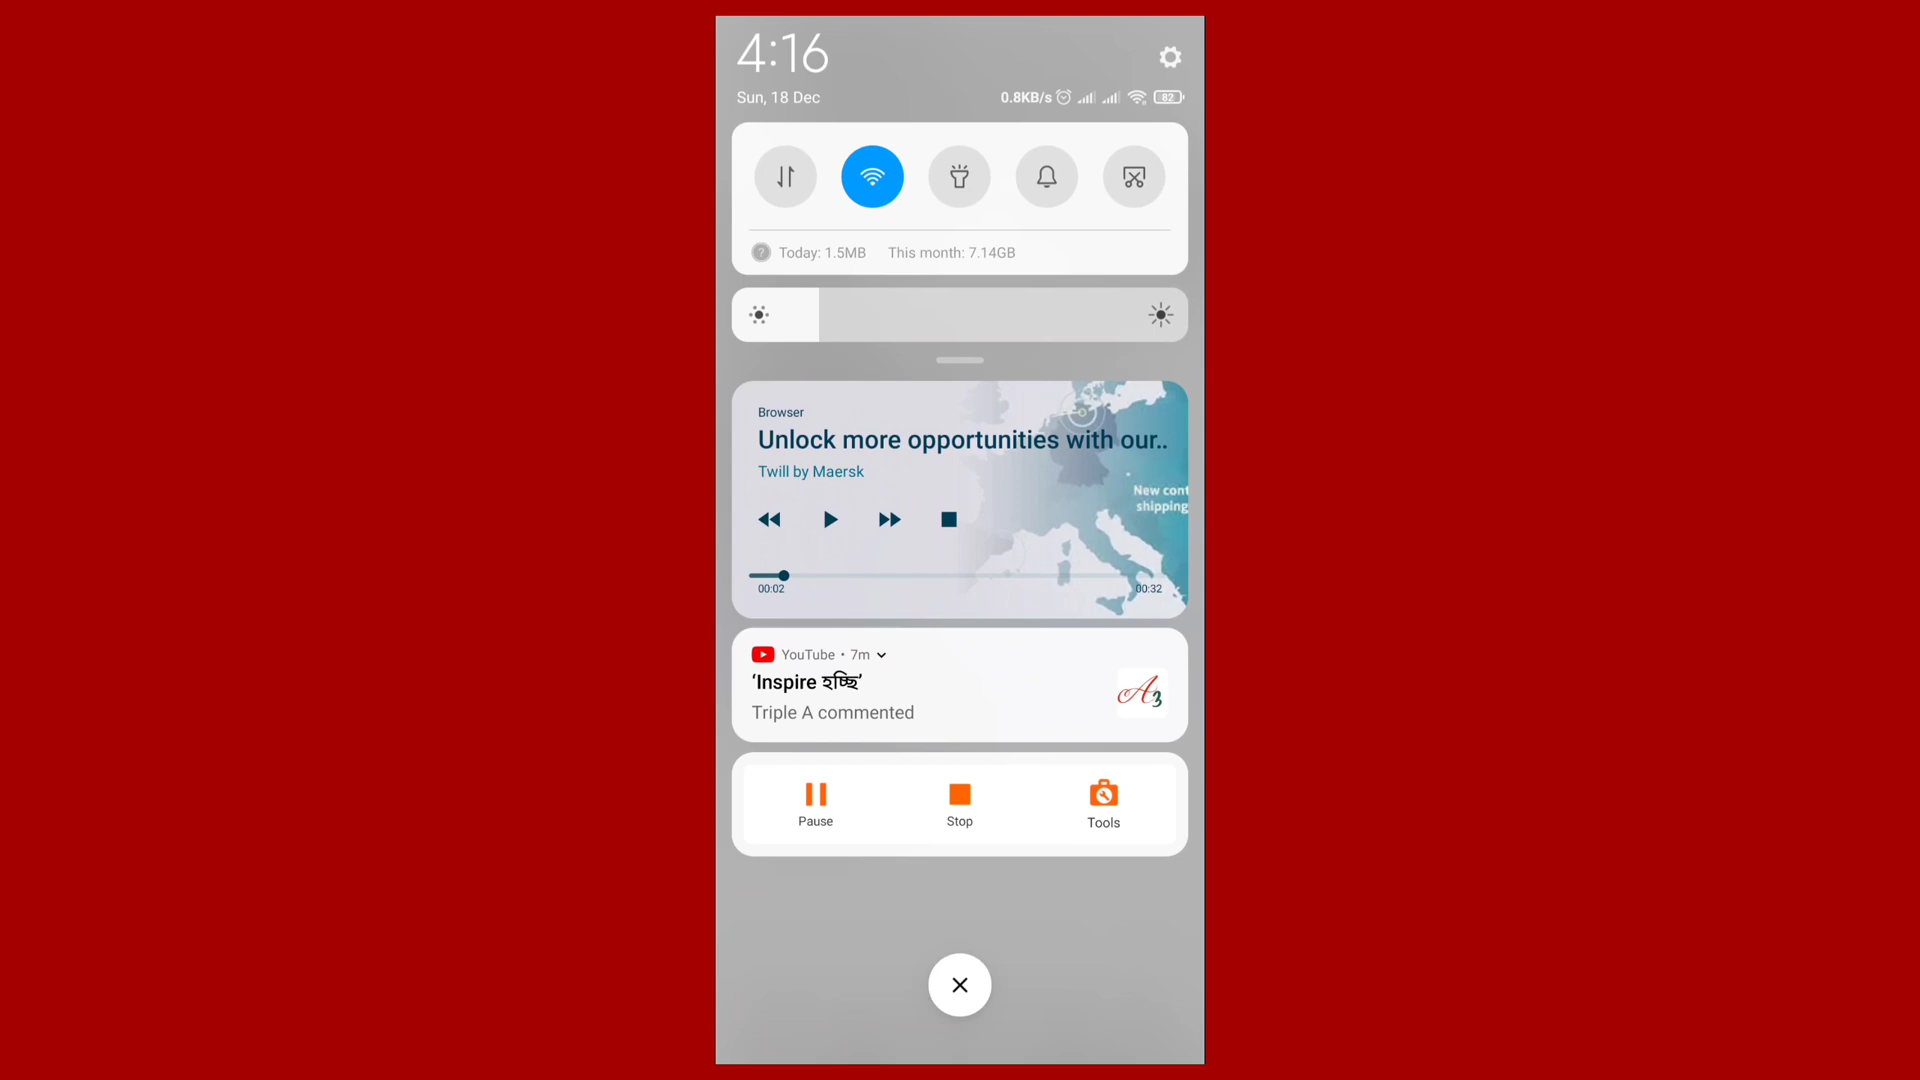 4:16
Sun, 18 Dec
0.8KB/s
82
Today: 1.5MB This month: 7.14GB
Browser
Unlock more opportunities with our..
Twill by Maersk
New cont
shipping
00:02
00:32
YouTube • 7m
‘Inspire হচ্ছি’
Triple A commented
A3
Pause
Stop
Tools